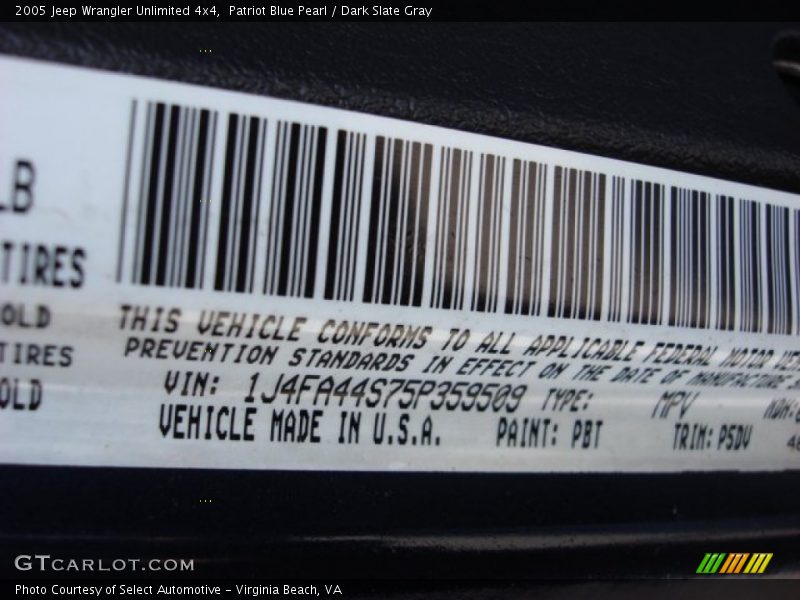 2005 Jeep Wrangler Unlimited 4x4,  Patriot Blue Pearl / Dark Slate Gray
LB
TIRES
OLD
TIRES
OLD
THIS VEHICLE CONFORMS TO ALL APPLICABLE FEDERAL MOTOR
PREVENTION STANDARDS IN EFFECT ON THE DATE OF MANUFACTURE
VIN: 1J4FA44S75P359509 TYPE: MPV
VEHICLE MADE IN U.S.A. PAINT: PBT TRIM: P5DV
GTCARLOT.COM
Photo Courtesy of Select Automotive – Virginia Beach, VA